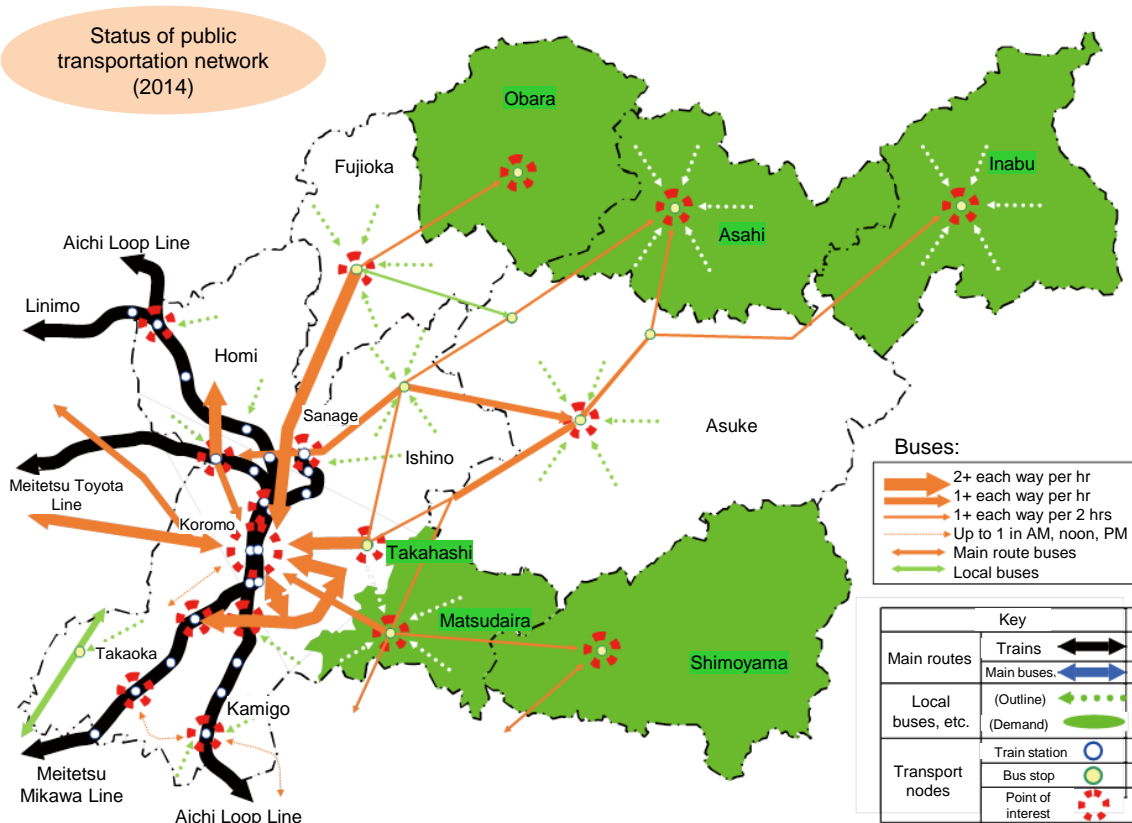 Status of public
transportation network
(2014)
Obara
Fujioka
Inabu
Asahi
Aichi Loop Line
Linimo
Homi
Sanage
Asuke
Ishino
Meitetsu Toyota
Line
Koromo
Takahashi
Matsudaira
Shimoyama
Takaoka
Kamigo
Meitetsu
Mikawa Line
Aichi Loop Line
Buses:
2+ each way per hr
1+ each way per hr
1+ each way per 2 hrs
Up to 1 in AM, noon, PM
Main route buses
Local buses
Key
Main routes
Trains
Main buses.
Local
buses, etc.
(Outline)
(Demand)
Transport
nodes
Train station
Bus stop
Point of
interest